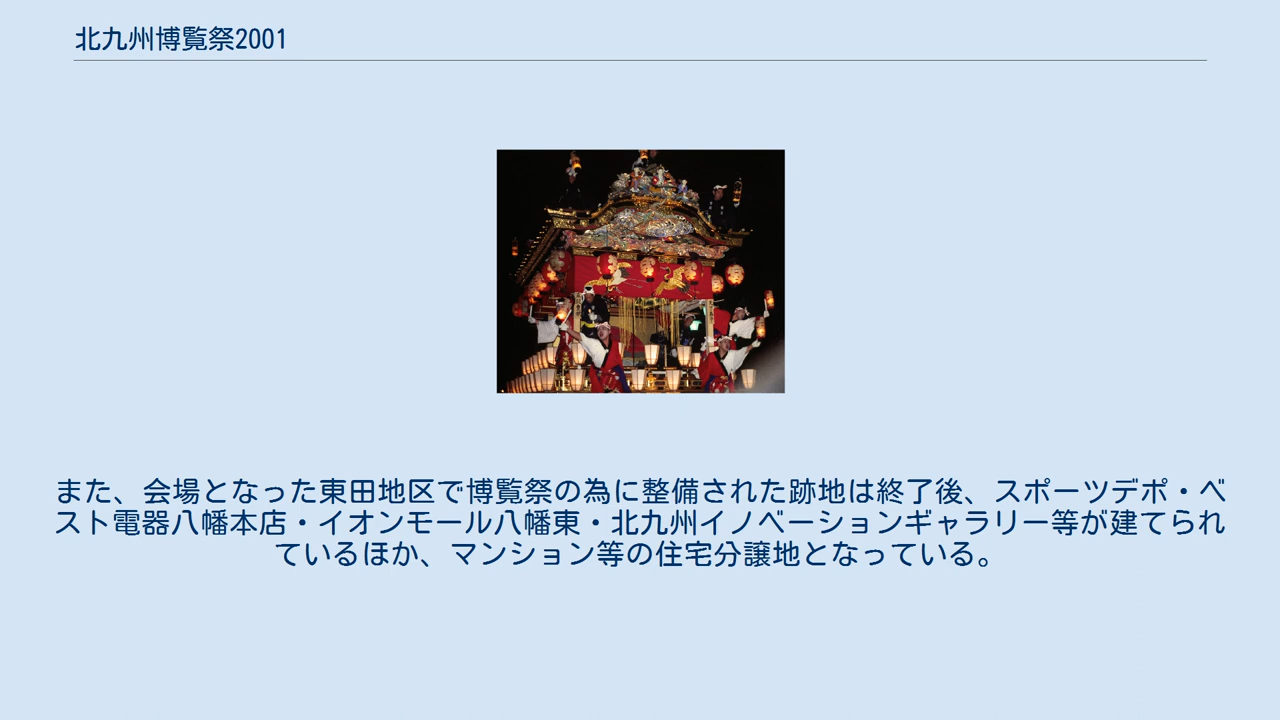 北九州博覧祭2001
また、会場となった東田地区で博覧祭の為に整備された跡地は終了後、スポーツデポ・ベ
スト電器八幡本店・イオンモール八幡東・北九州イノベーションギャラリー等が建てられ
ているほか、マンション等の住宅分譲地となっている。